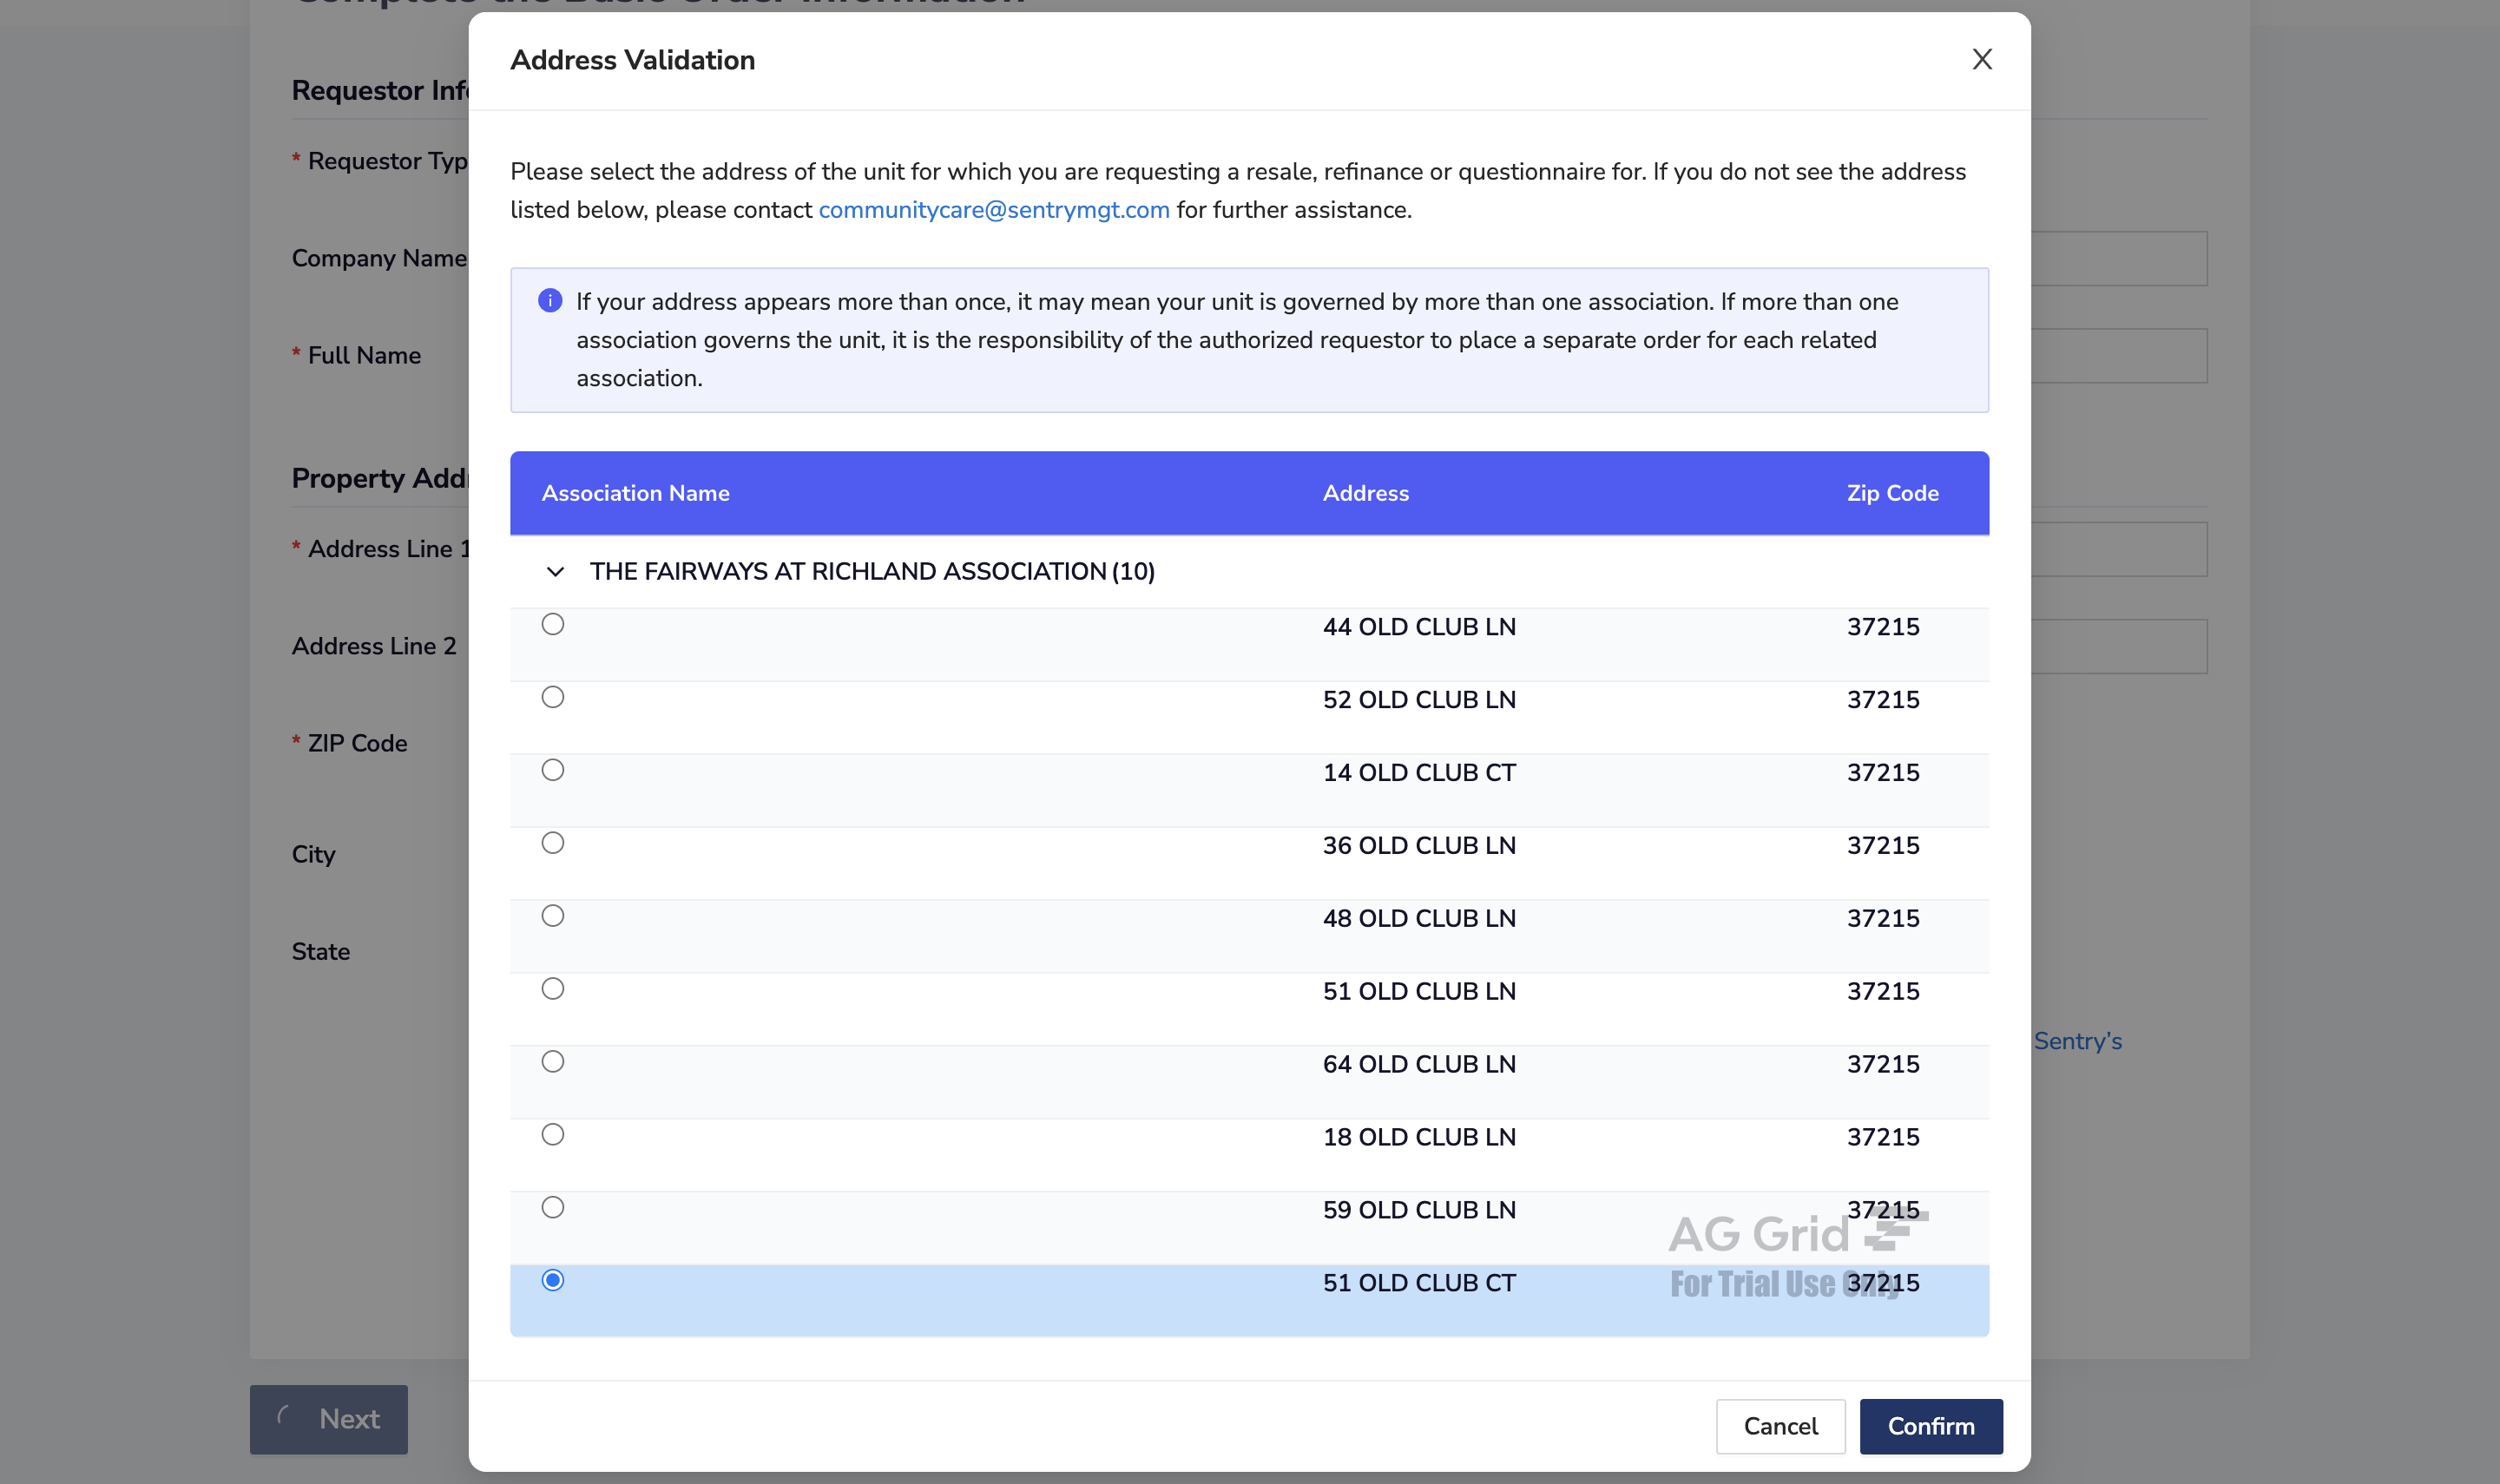 Complete the Basic Order Information
Address Validation
Requestor Info
* Requestor Typ
Company Name
* Full Name
Property Addr
* Address Line 1
Address Line 2
* ZIP Code
City
State
Please select the address of the unit for which you are requesting a resale, refinance or questionnaire for. If you do not see the address
listed below, please contact communitycare@sentrymgt.com for further assistance.
If your address appears more than once, it may mean your unit is governed by more than one association. If more than one
association governs the unit, it is the responsibility of the authorized requestor to place a separate order for each related
association.
Association Name Address Zip Code
THE FAIRWAYS AT RICHLAND ASSOCIATION (10)
44 OLD CLUB LN 37215
52 OLD CLUB LN 37215
14 OLD CLUB CT 37215
36 OLD CLUB LN 37215
48 OLD CLUB LN 37215
51 OLD CLUB LN 37215
64 OLD CLUB LN 37215
18 OLD CLUB LN 37215
59 OLD CLUB LN 37215
51 OLD CLUB CT 37215
AG Grid
For Trial Use Only
Sentry's
Next
Cancel Confirm